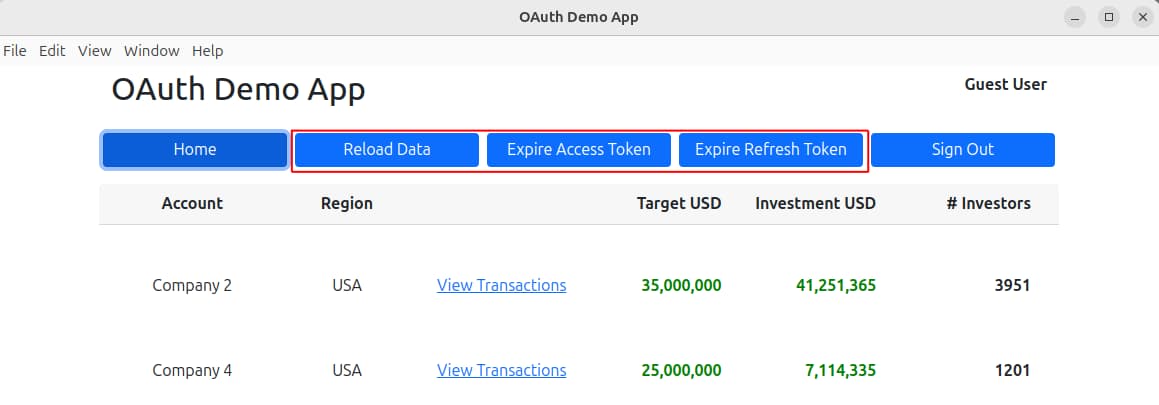 OAuth Demo App
File Edit View Window Help
OAuth Demo App
Guest User
Home Reload Data Expire Access Token Expire Refresh Token Sign Out
Account Region Target USD Investment USD # Investors
Company 2 USA View Transactions 35,000,000 41,251,365 3951
Company 4 USA View Transactions 25,000,000 7,114,335 1201